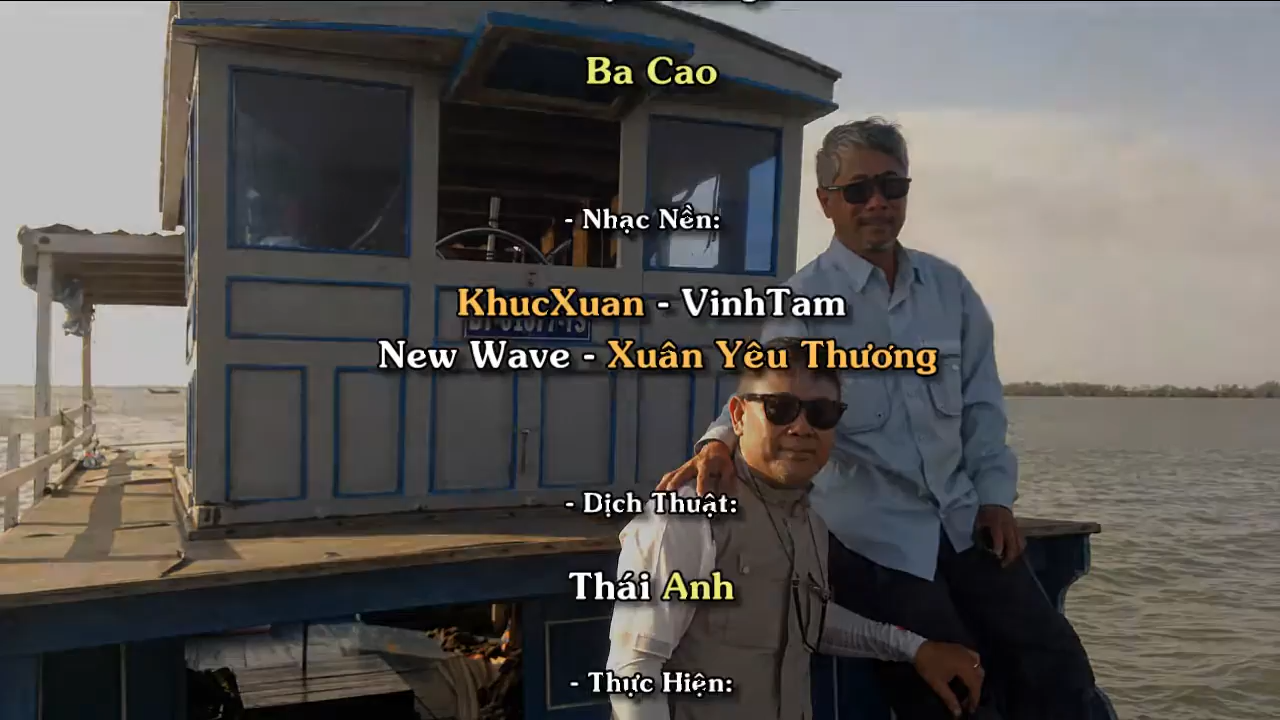 Ba Cao
- Nhạc Nền:
KhucXuan - VinhTam
New Wave - Xuân Yêu Thương
- Dịch Thuật:
Thái Anh
- Thực Hiện: